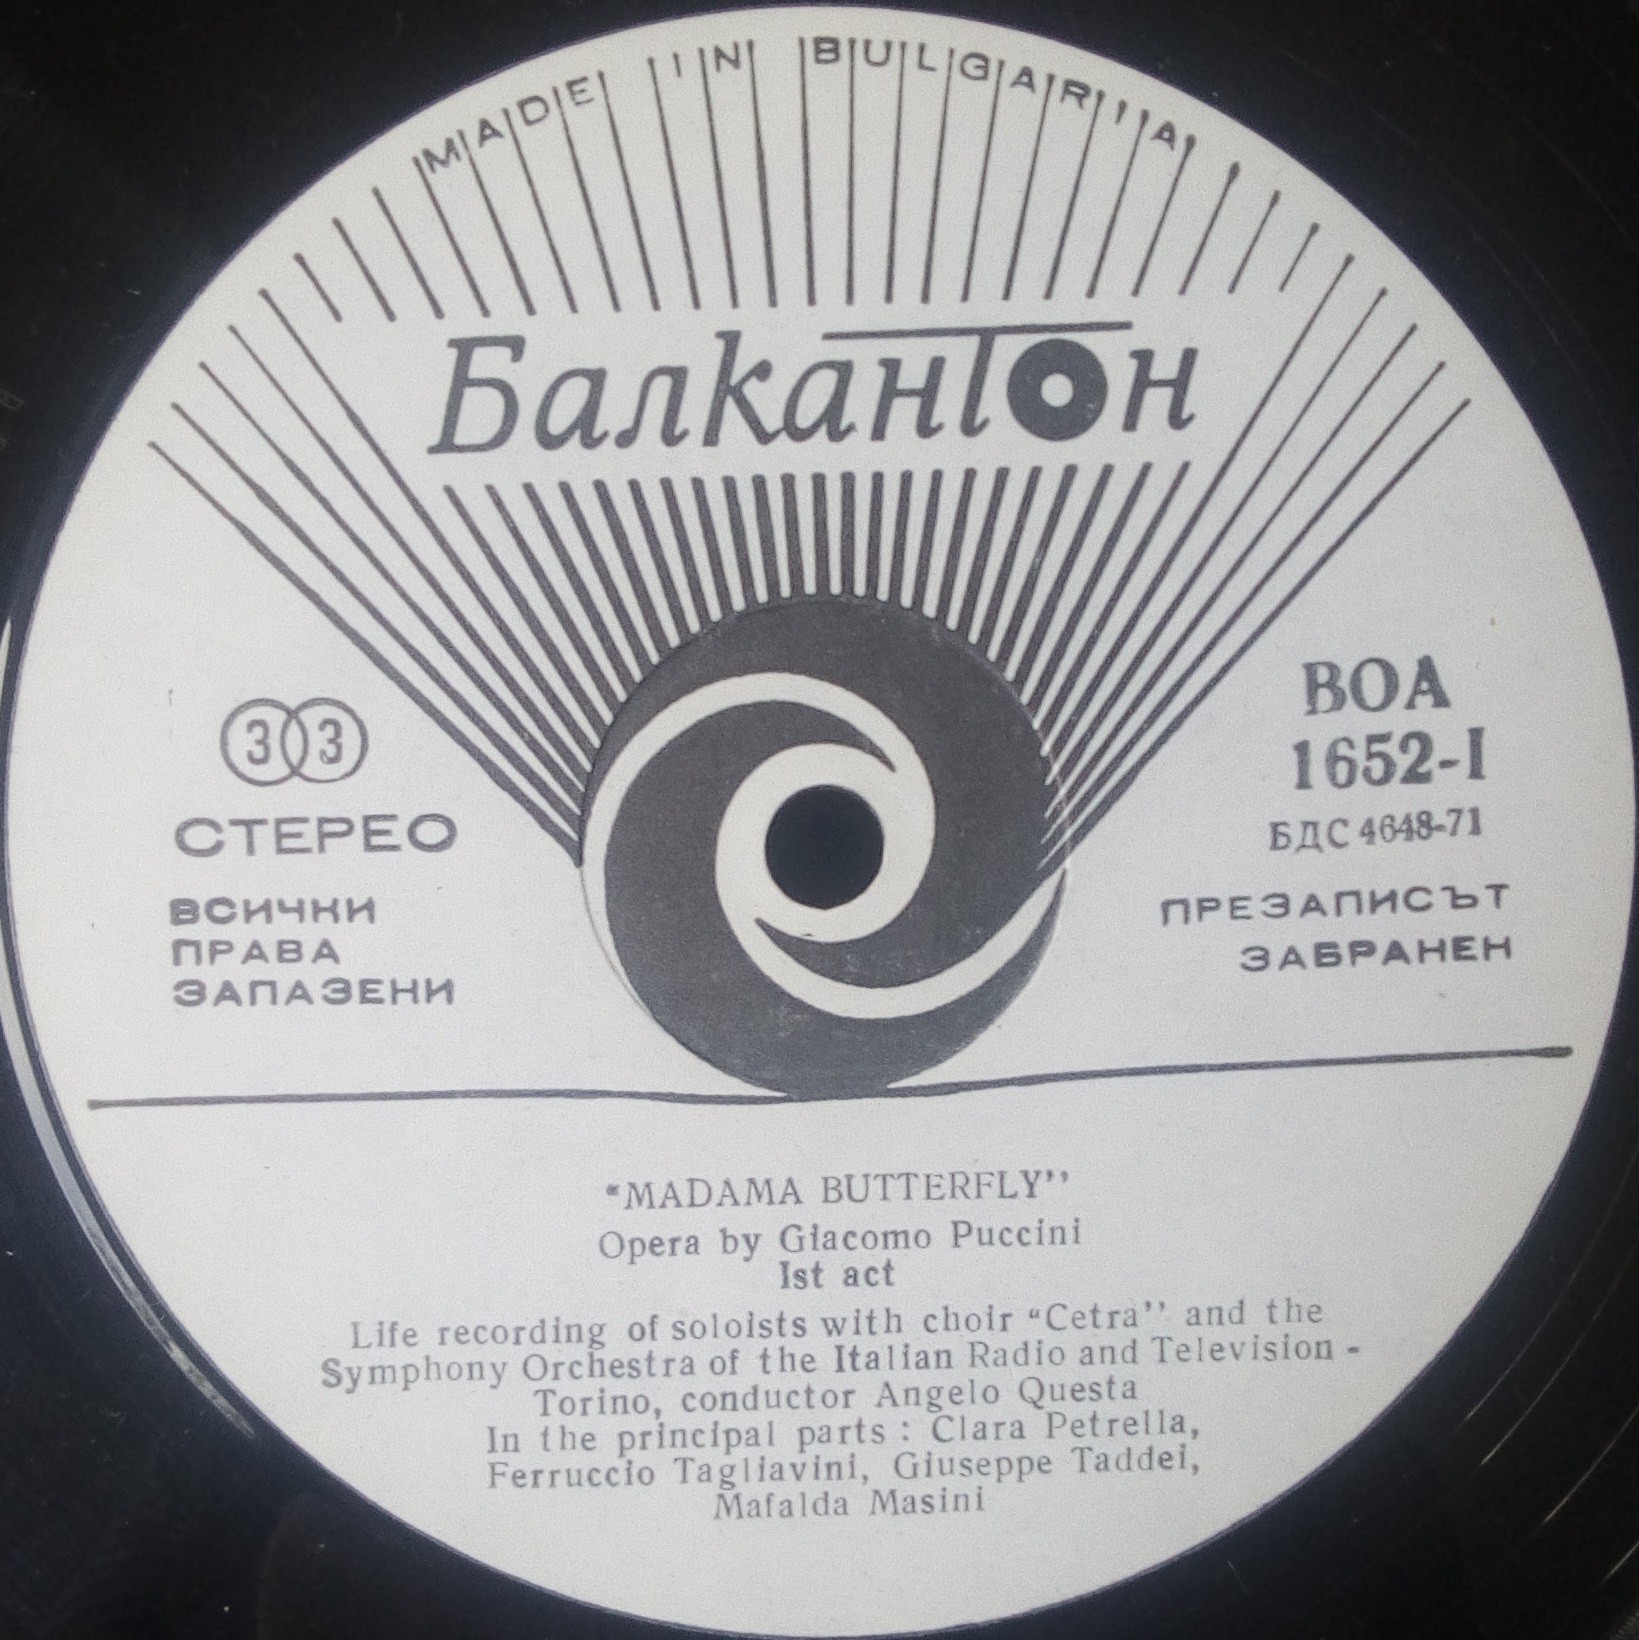 MADE IN BULGARIA
Балкантон
33
СТЕРЕО
ВСИЧКИ
ПРАВА
ЗАПАЗЕНИ
ВОА
1652-I
БДС 4648-71
ПРЕЗАПИСЪТ
ЗАБРАНЕН
“MADAMA BUTTERFLY’’
Opera by Giacomo Puccini
Ist act
Life recording of soloists with choir “Cetra’’ and the
Symphony Orchestra of the Italian Radio and Television -
Torino, conductor Angelo Questa
In the principal parts : Clara Petrella,
Ferruccio Tagliavini, Giuseppe Taddei,
Mafalda Masini